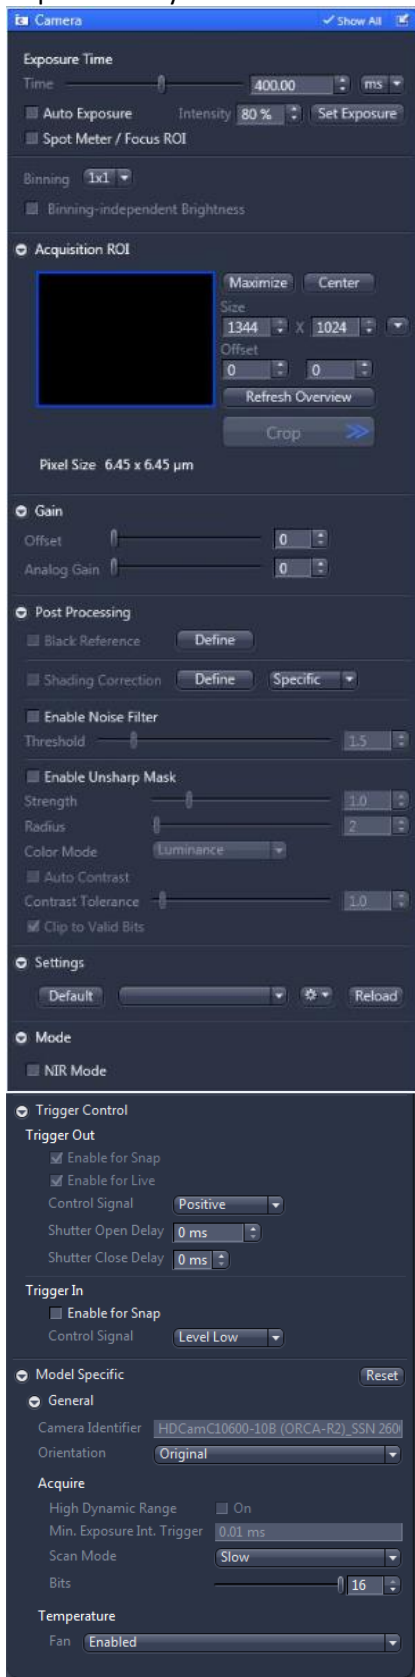 Camera Show All
Exposure Time
Time 400.00 ms
Auto Exposure Intensity 80 % Set Exposure
Spot Meter / Focus ROI
Binning 1x1
Binning-independent Brightness
Acquisition ROI
Maximize Center
Size
1344 X 1024
Offset
0 0
Refresh Overview
Crop
Pixel Size 6.45 x 6.45 µm
Gain
Offset 0
Analog Gain 0
Post Processing
Black Reference Define
Shading Correction Define Specific
Enable Noise Filter
Threshold 1.5
Enable Unsharp Mask
Strength 1.0
Radius 2
Color Mode Luminance
Auto Contrast
Contrast Tolerance 1.0
Clip to Valid Bits
Settings
Default Reload
Mode
NIR Mode
Trigger Control
Trigger Out
Enable for Snap
Enable for Live
Control Signal Positive
Shutter Open Delay 0 ms
Shutter Close Delay 0 ms
Trigger In
Enable for Snap
Control Signal Level Low
Model Specific Reset
General
Camera Identifier HDCamC10600-10B (ORCA-R2)_SSN 260
Orientation Original
Acquire
High Dynamic Range On
Min. Exposure Int. Trigger 0.01 ms
Scan Mode Slow
Bits 16
Temperature
Fan Enabled